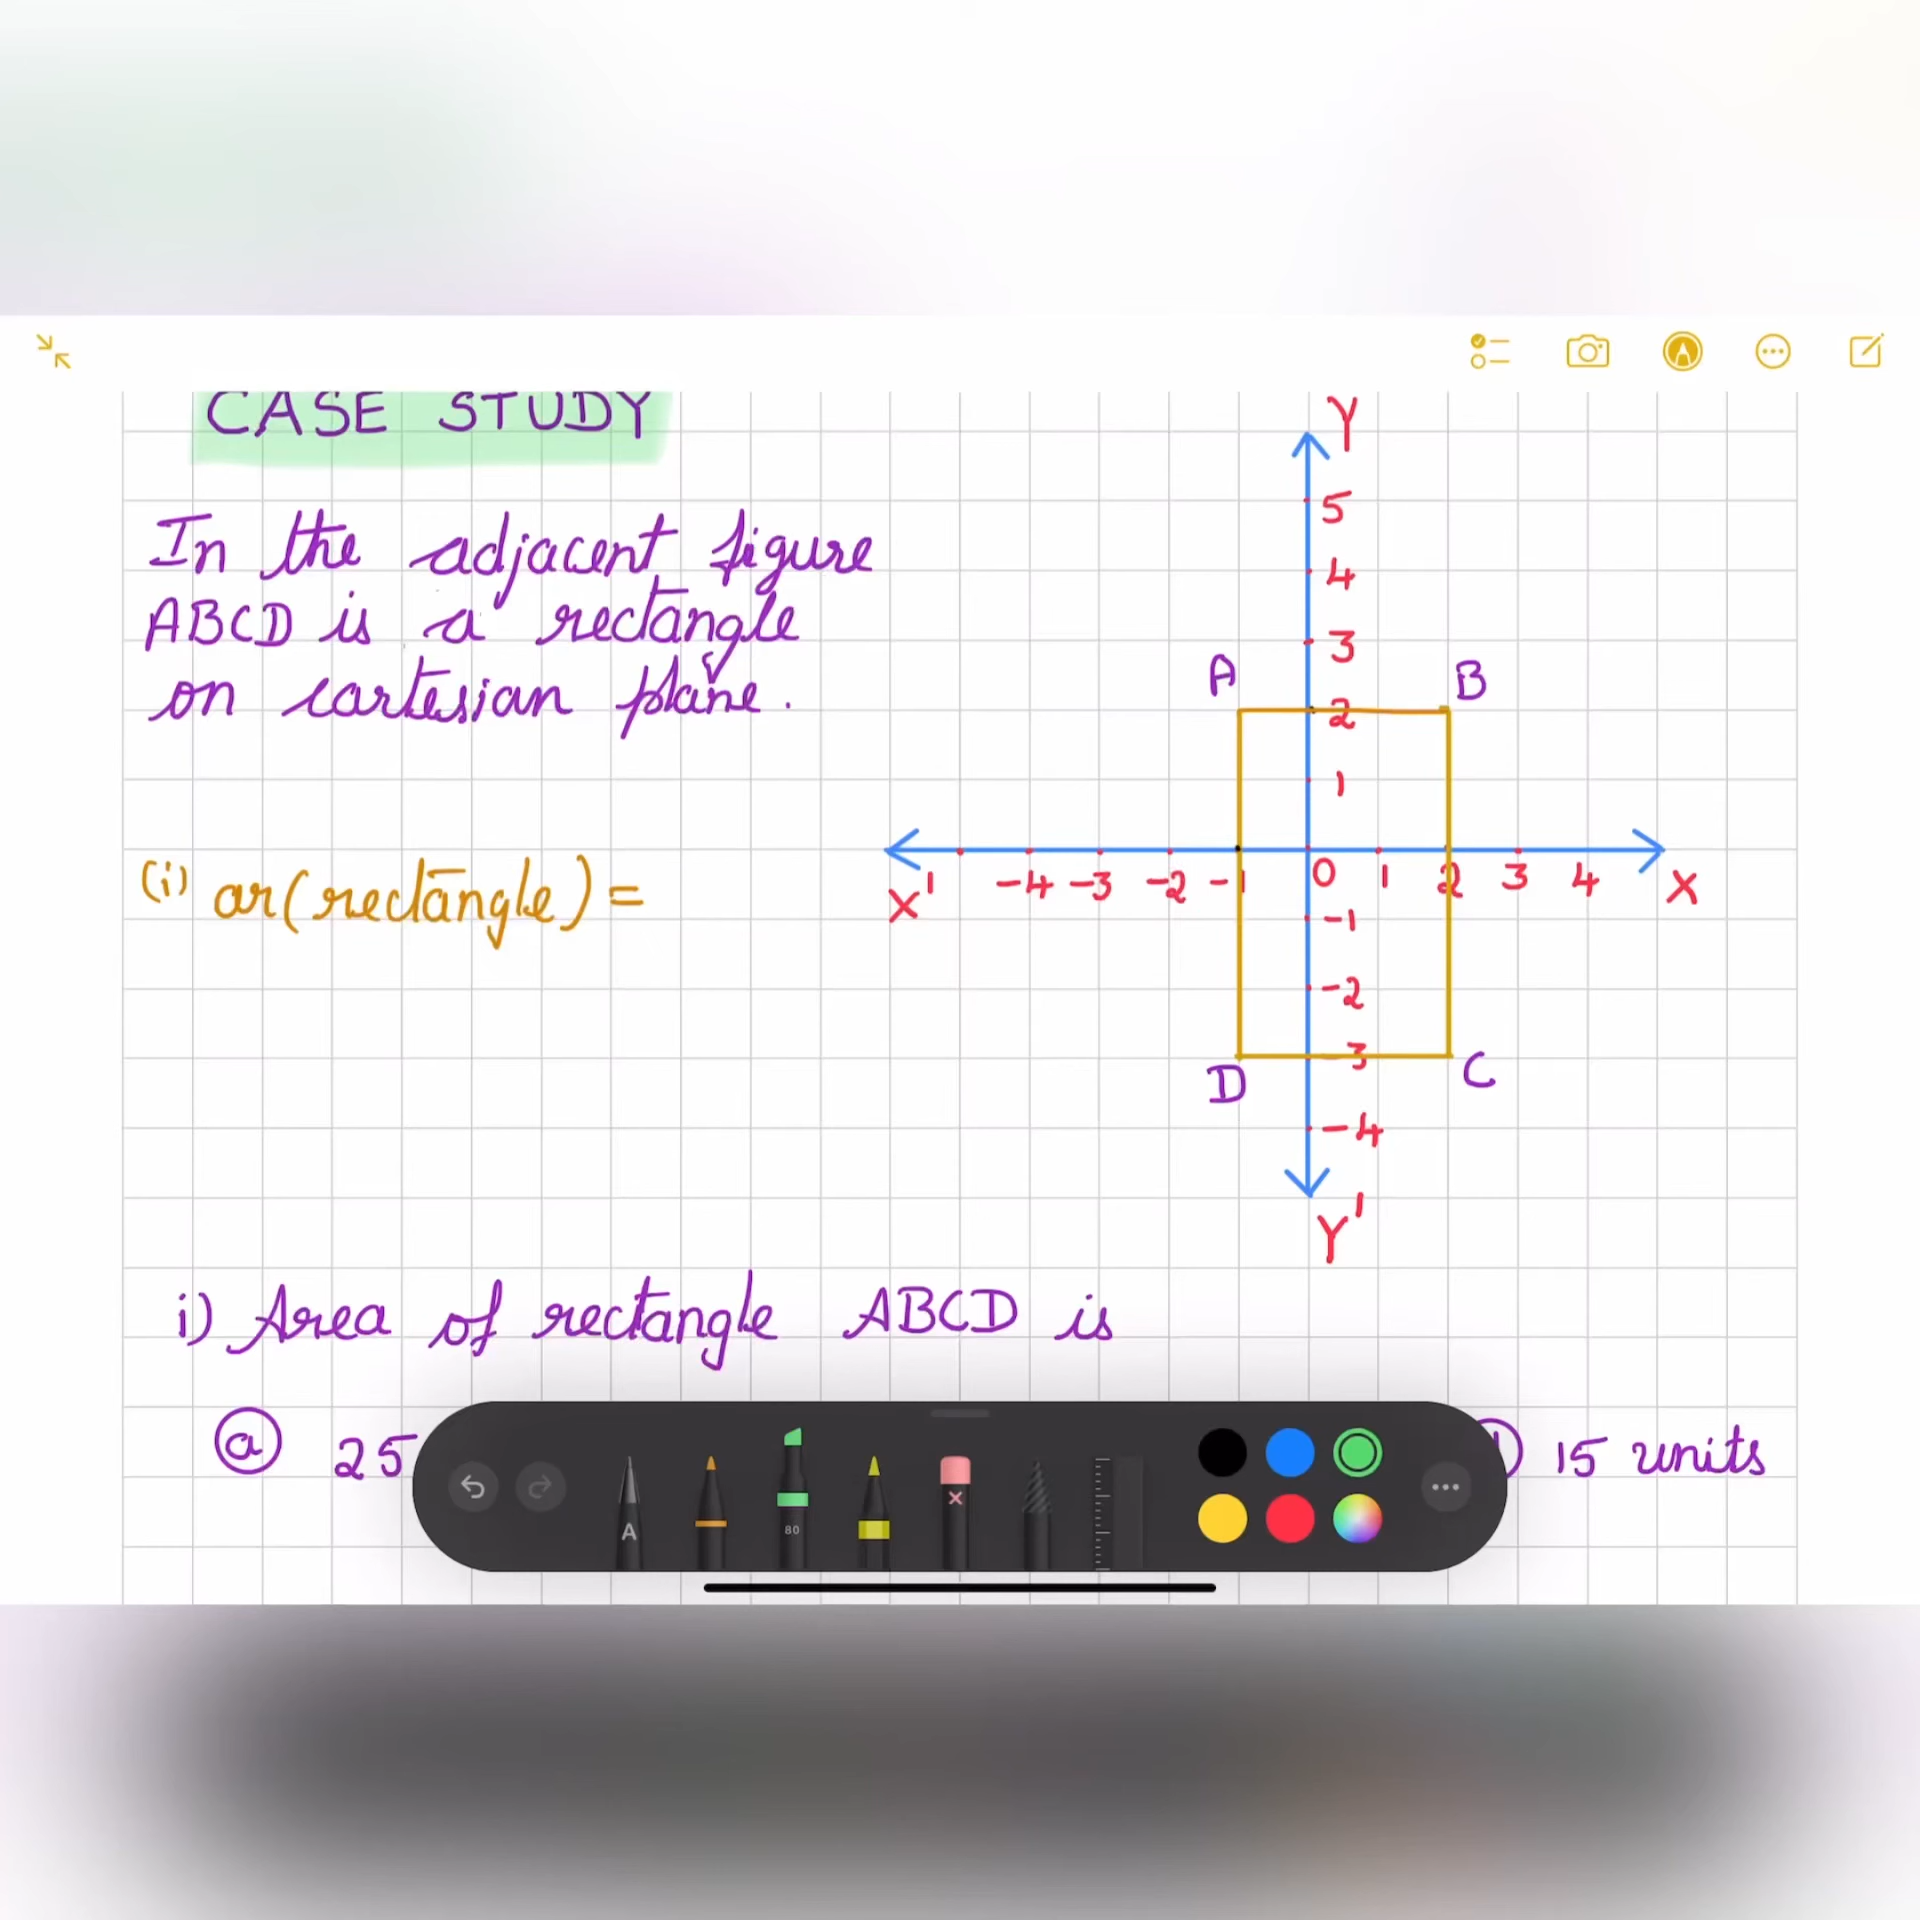 CASE STUDY
In the adjacent figure
ABCD is a rectangle
on cartesian plane.
(i) ar(rectangle) =
Y
5
4
3
A
B
2
1
X' -4 -3 -2 -1 0 1 2 3 4 X
-1
-2
3
D
C
-4
Y'
i) Area of rectangle ABCD is
(a) 25
15 units
A
80